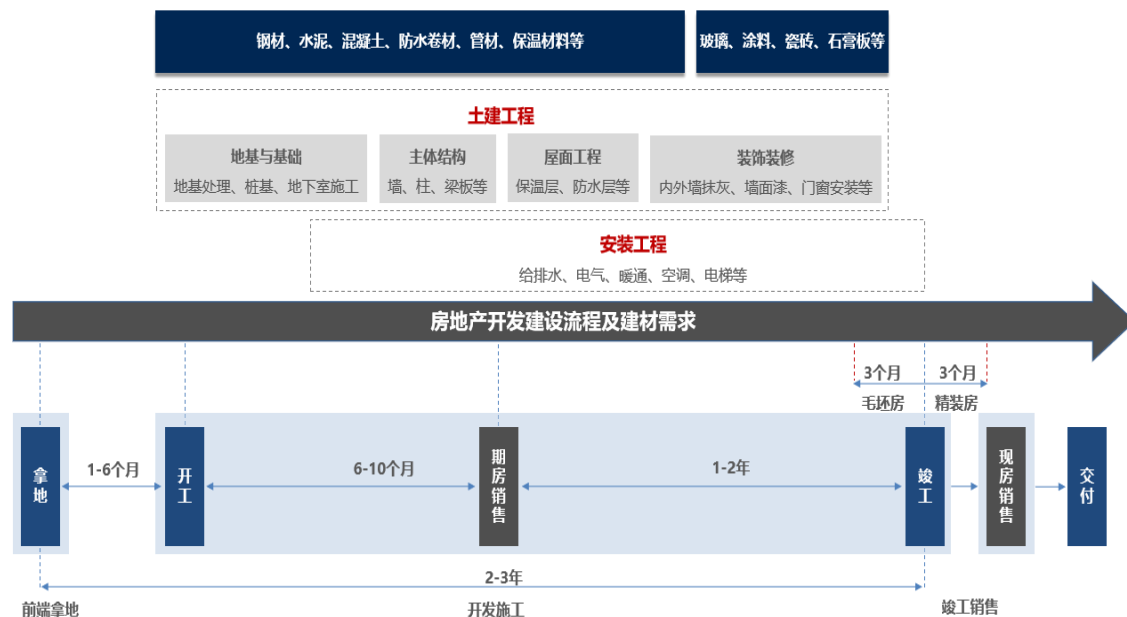 钢材、水泥、混凝土、防水卷材、管材、保温材料等
玻璃、涂料、瓷砖、石膏板等
土建工程
地基与基础
地基处理、桩基、地下室施工
主体结构
墙、柱、梁板等
屋面工程
保温层、防水层等
装饰装修
内外墙抹灰、墙面漆、门窗安装等
安装工程
给排水、电气、暖通、空调、电梯等
房地产开发建设流程及建材需求
3个月
3个月
毛坯房
精装房
拿地
1-6个月
开工
6-10个月
期房销售
1-2年
竣工
现房销售
交付
2-3年
前端拿地
开发施工
竣工销售